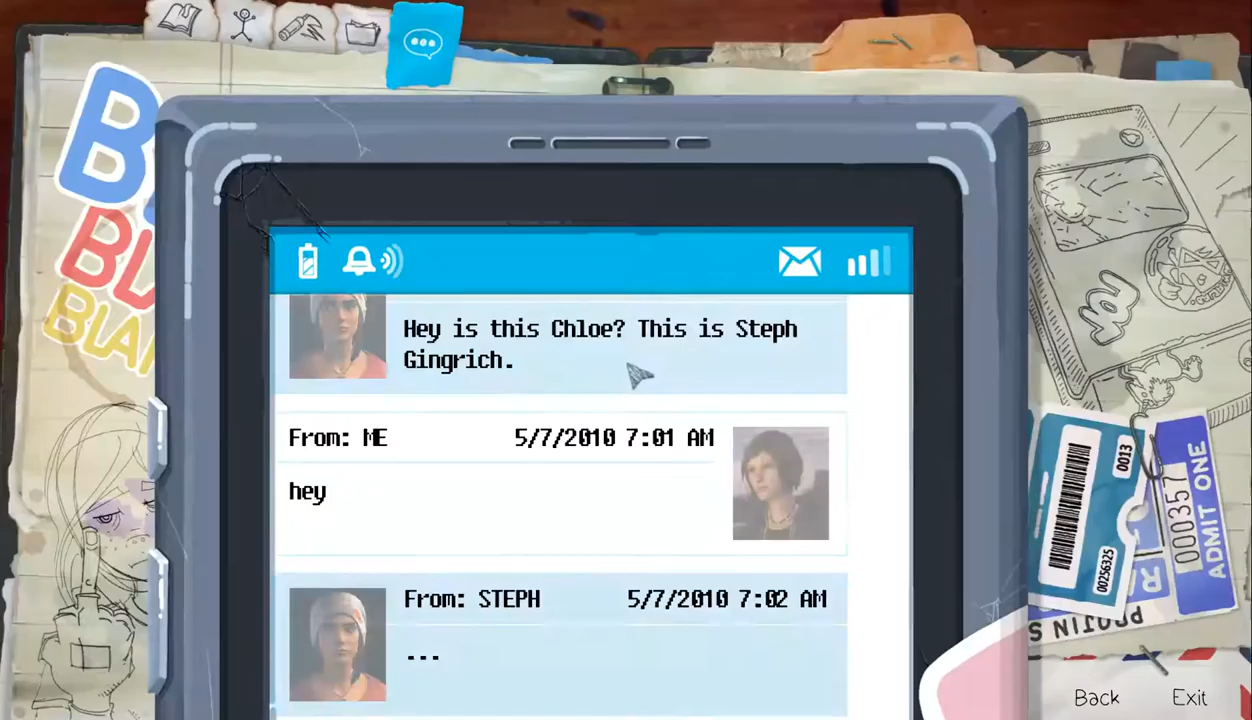 Hey is this Chloe? This is Steph
Gingrich.
From: ME 5/7/2010 7:01 AM
hey
From: STEPH 5/7/2010 7:02 AM
...
0013
00256325
000357
ADMIT ONE
Back Exit